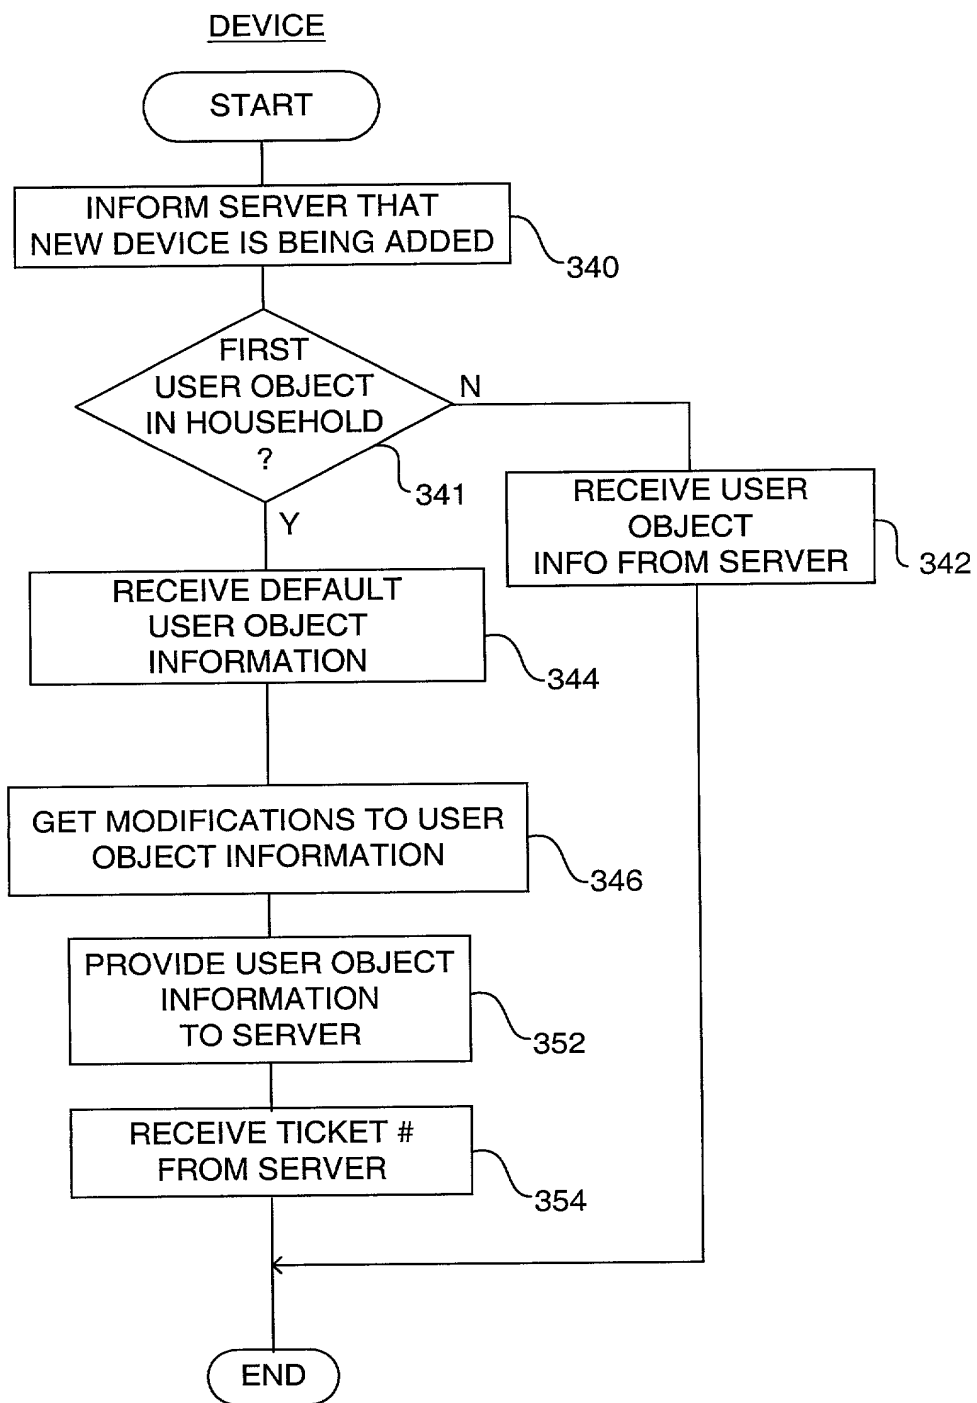 DEVICE
START
INFORM SERVER THAT
NEW DEVICE IS BEING ADDED
340
FIRST
USER OBJECT
IN HOUSEHOLD
?
N
341
Y
RECEIVE USER
OBJECT
INFO FROM SERVER
342
RECEIVE DEFAULT
USER OBJECT
INFORMATION
344
GET MODIFICATIONS TO USER
OBJECT INFORMATION
346
PROVIDE USER OBJECT
INFORMATION
TO SERVER
352
RECEIVE TICKET #
FROM SERVER
354
END